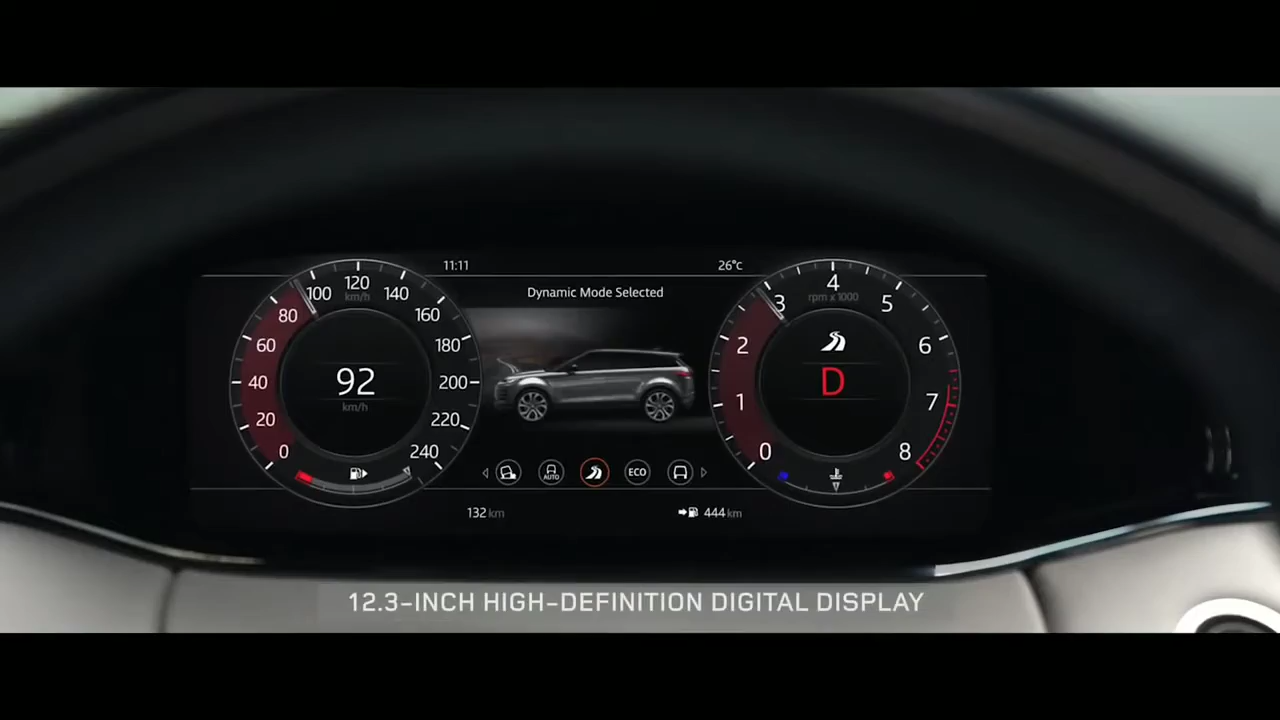 11:11
26°c
Dynamic Mode Selected
0
20
40
60
80
100
120
140
160
180
200
220
240
km/h
92
km/h
0
1
2
3
4
5
6
7
8
rpm x 1000
D
AUTO
ECO
132 km
444 km
12.3-INCH HIGH-DEFINITION DIGITAL DISPLAY